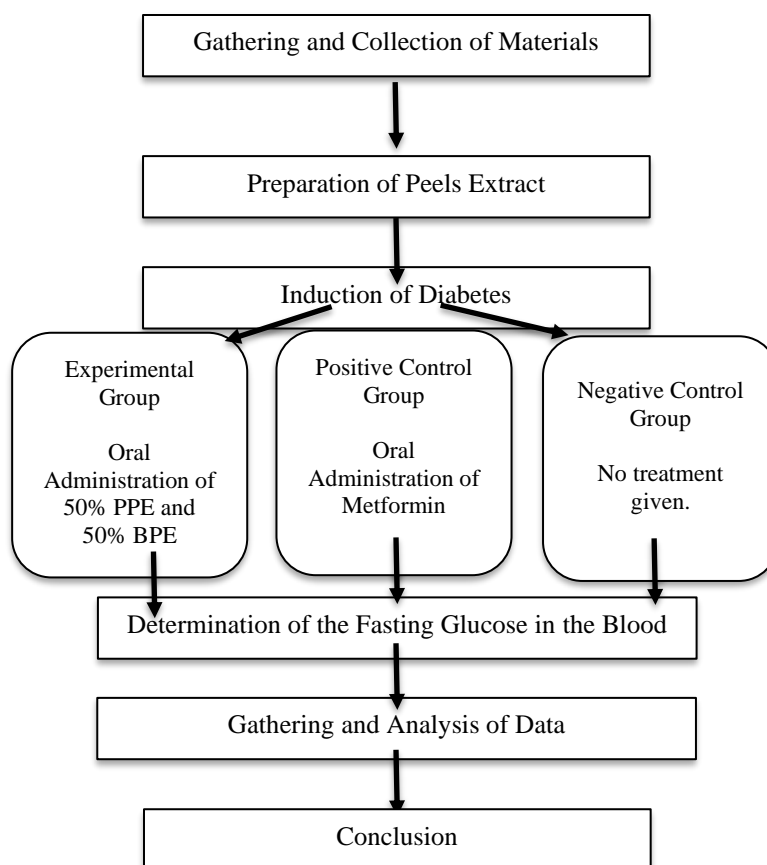 Gathering and Collection of Materials
Preparation of Peels Extract
Induction of Diabetes
Experimental
Group
Oral
Administration of
50% PPE and
50% BPE
Positive Control
Group
Oral
Administration of
Metformin
Negative Control
Group
No treatment
given.
Determination of the Fasting Glucose in the Blood
Gathering and Analysis of Data
Conclusion